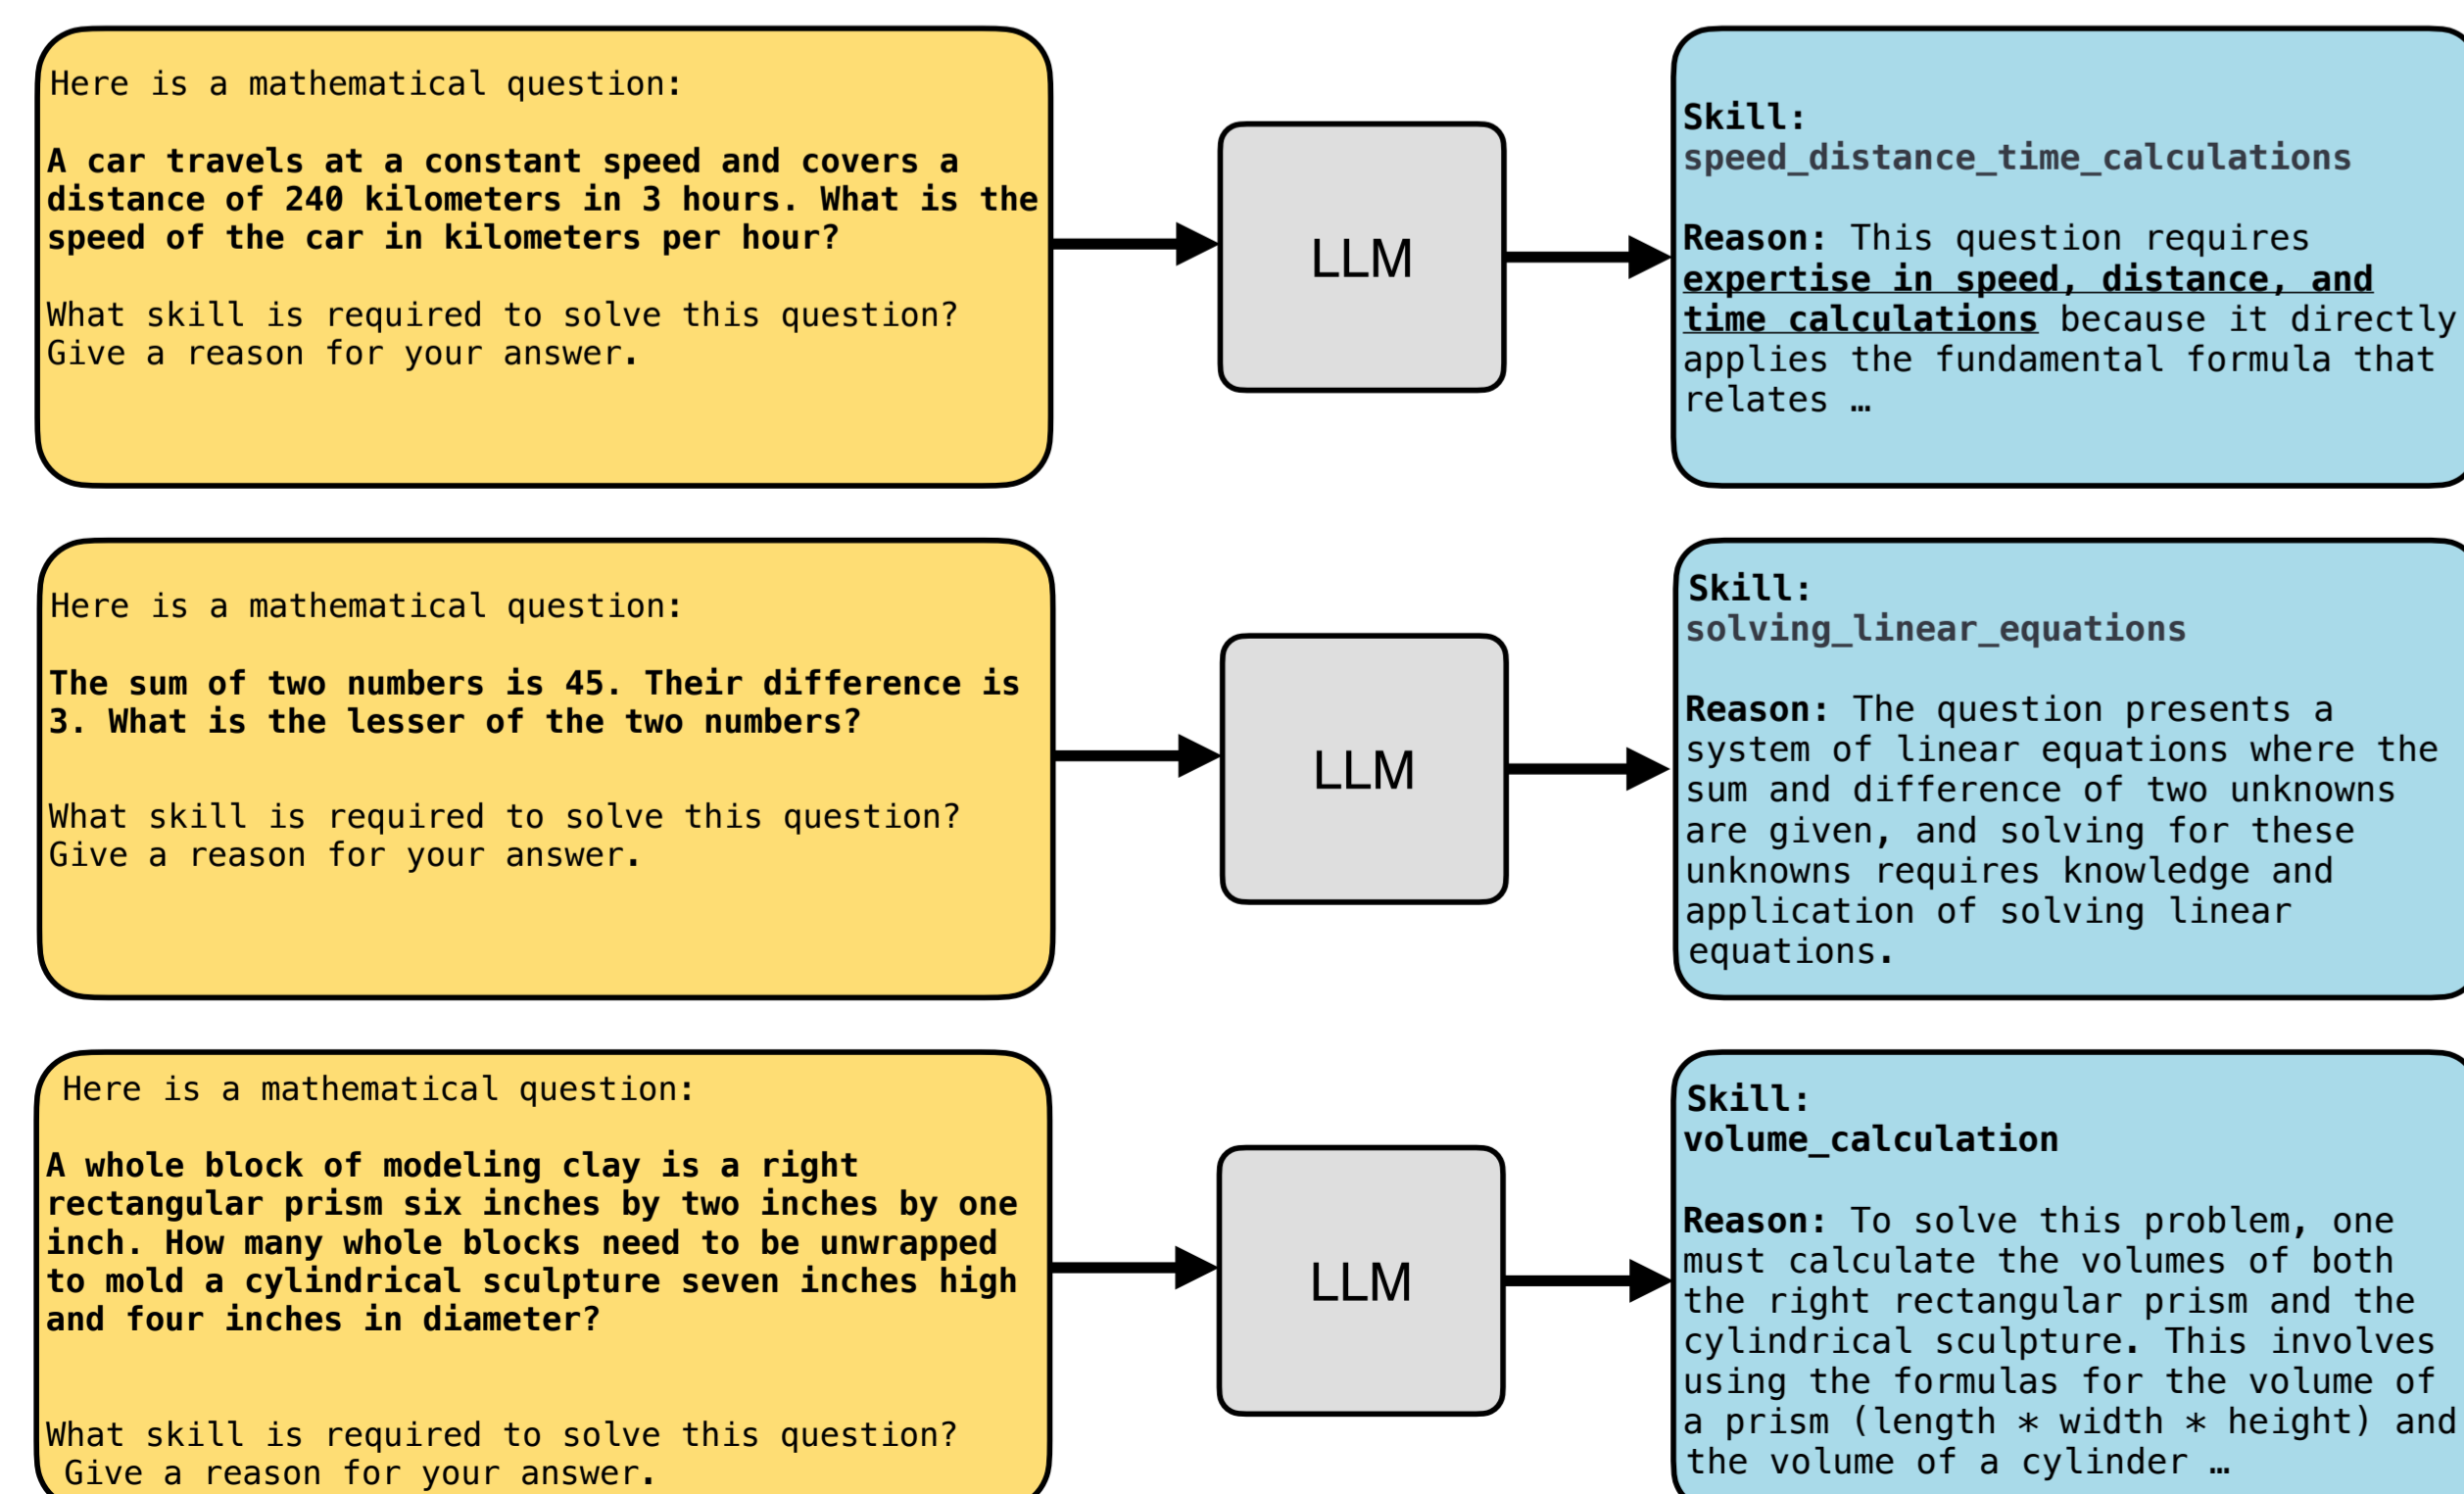 Here is a mathematical question:
A car travels at a constant speed and covers a
distance of 240 kilometers in 3 hours. What is the
speed of the car in kilometers per hour?
What skill is required to solve this question?
Give a reason for your answer.
LLM
Skill:
speed_distance_time_calculations
Reason: This question requires
expertise in speed, distance, and
time calculations because it directly
applies the fundamental formula that
relates …
Here is a mathematical question:
The sum of two numbers is 45. Their difference is
3. What is the lesser of the two numbers?
What skill is required to solve this question?
Give a reason for your answer.
LLM
Skill:
solving_linear_equations
Reason: The question presents a
system of linear equations where the
sum and difference of two unknowns
are given, and solving for these
unknowns requires knowledge and
application of solving linear
equations.
Here is a mathematical question:
A whole block of modeling clay is a right
rectangular prism six inches by two inches by one
inch. How many whole blocks need to be unwrapped
to mold a cylindrical sculpture seven inches high
and four inches in diameter?
What skill is required to solve this question?
Give a reason for your answer.
LLM
Skill:
volume_calculation
Reason: To solve this problem, one
must calculate the volumes of both
the right rectangular prism and the
cylindrical sculpture. This involves
using the formulas for the volume of
a prism (length * width * height) and
the volume of a cylinder …